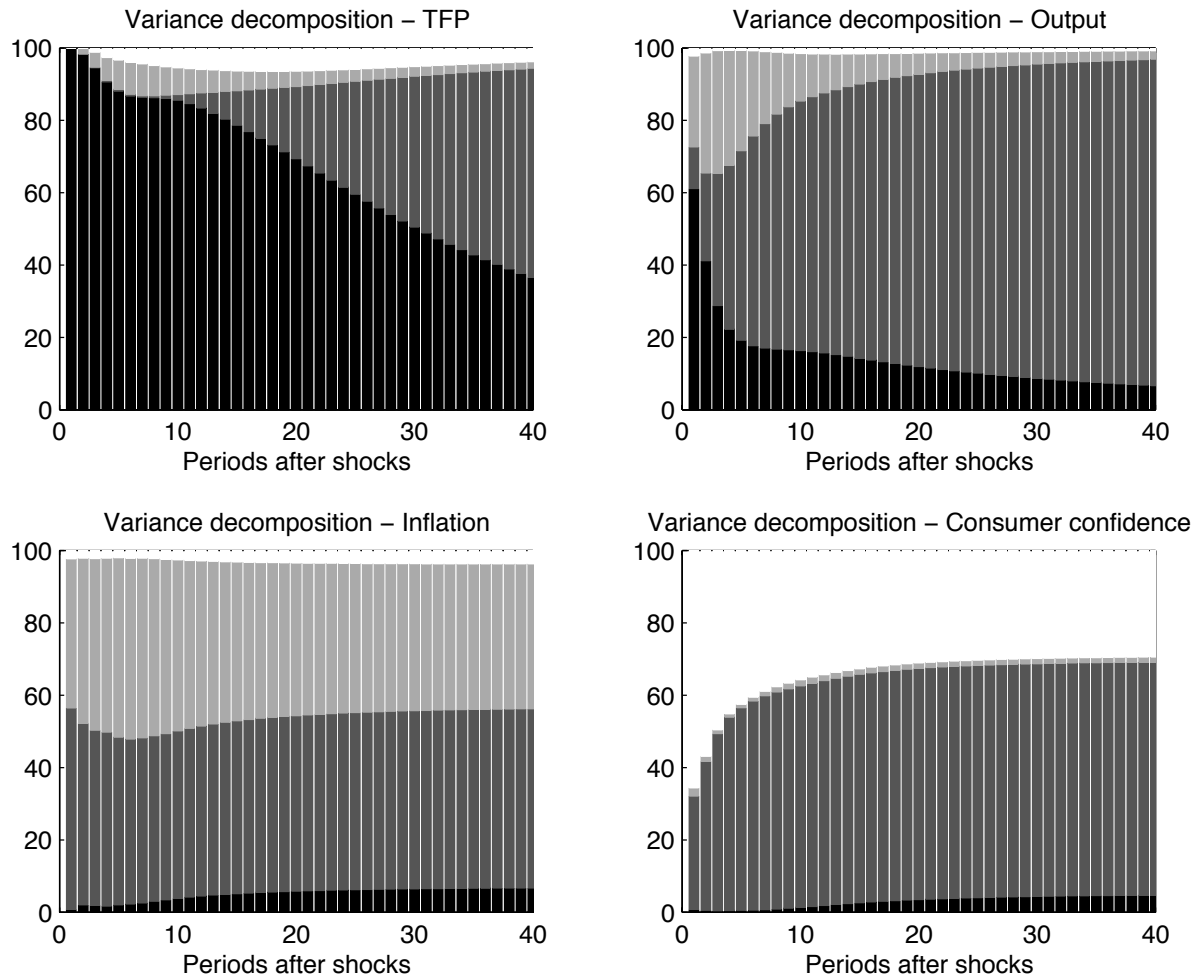 Variance decomposition – TFP
100
80
60
40
20
0
0 10 20 30 40
Periods after shocks
Variance decomposition – Output
100
80
60
40
20
0
0 10 20 30 40
Periods after shocks
Variance decomposition – Inflation
100
80
60
40
20
0
0 10 20 30 40
Periods after shocks
Variance decomposition – Consumer confidence
100
80
60
40
20
0
0 10 20 30 40
Periods after shocks